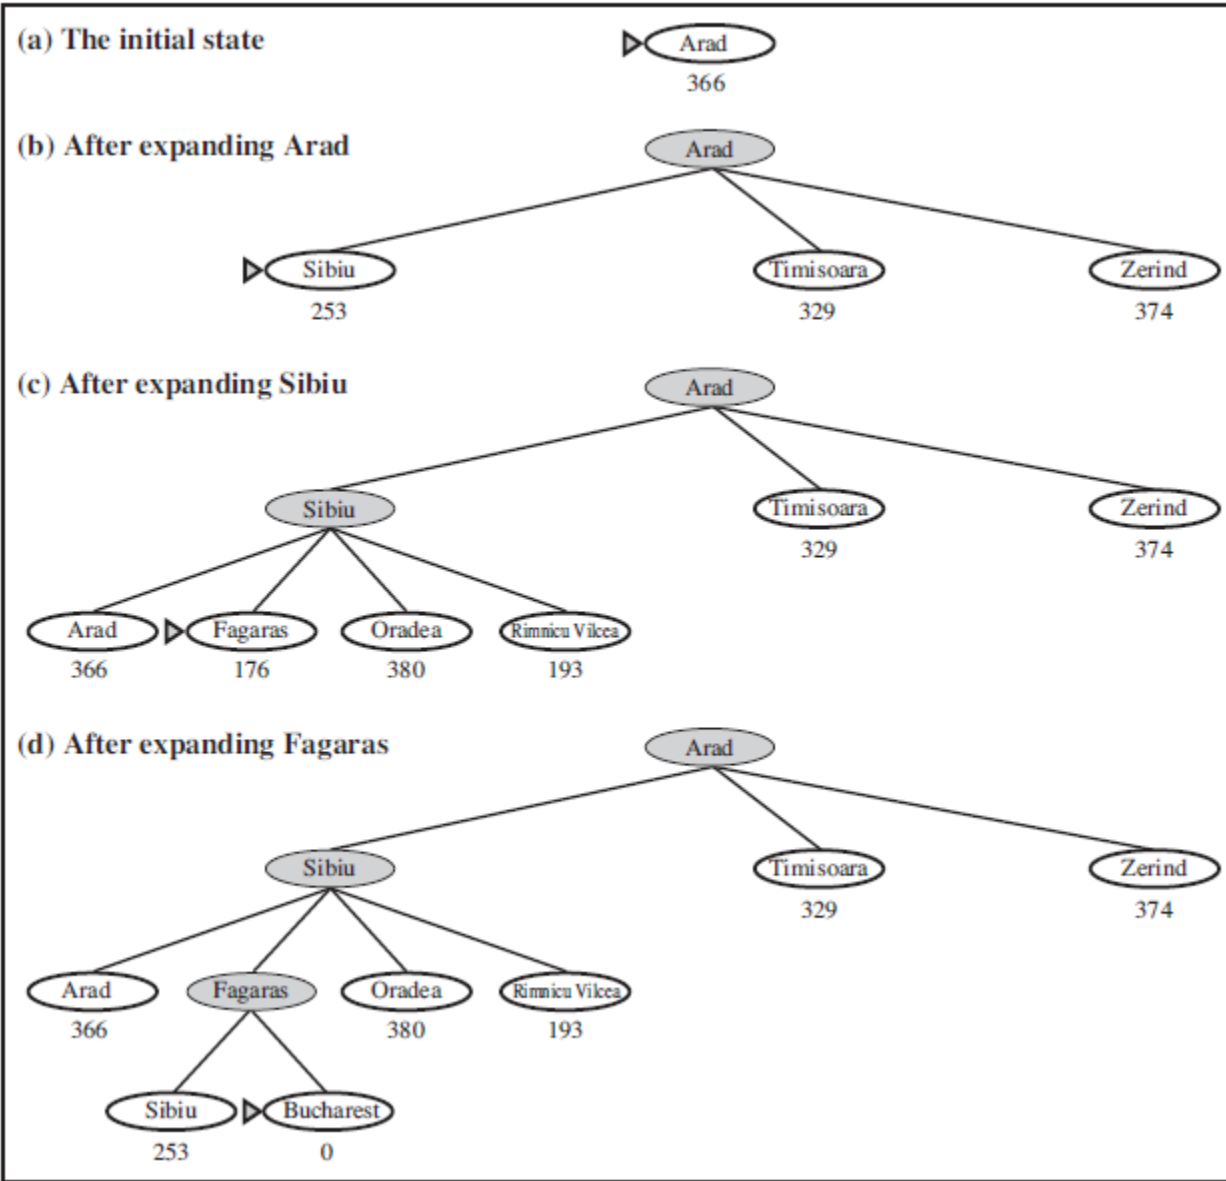 (a) The initial state
Arad
366
(b) After expanding Arad
Arad
Sibiu Timisoara Zerind
253 329 374
(c) After expanding Sibiu
Arad
Sibiu Timisoara Zerind
329 374
Arad Fagaras Oradea Rimnicu Vilcea
366 176 380 193
(d) After expanding Fagaras
Arad
Sibiu Timisoara Zerind
329 374
Arad Fagaras Oradea Rimnicu Vilcea
366 380 193
Sibiu Bucharest
253 0